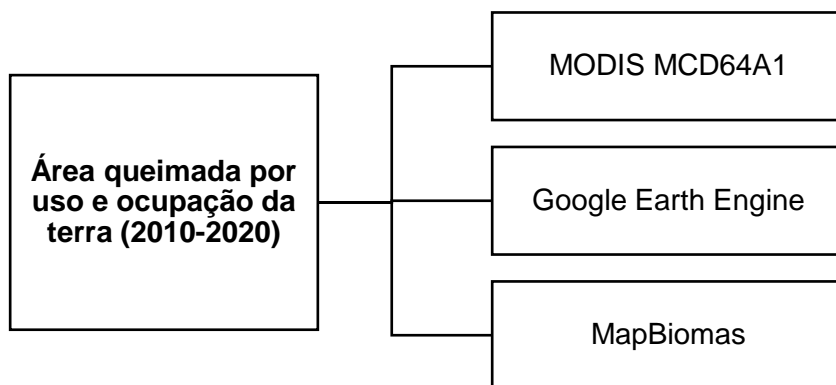 Área queimada por
uso e ocupação da
terra (2010-2020)
MODIS MCD64A1
Google Earth Engine
MapBiomas